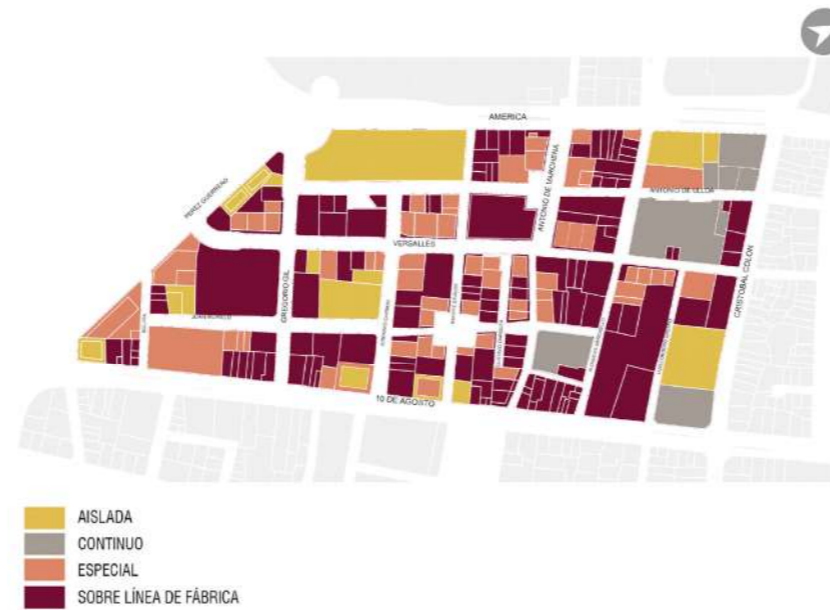 AMERICA
ANTONIO DE MARCHENA
ANTONIO DE ULLOA
PEREZ GUERRERO
VERSALLES
CRISTOBAL COLON
GREGORIO GIL
10 DE AGOSTO
AISLADA
CONTINUO
ESPECIAL
SOBRE LÍNEA DE FÁBRICA